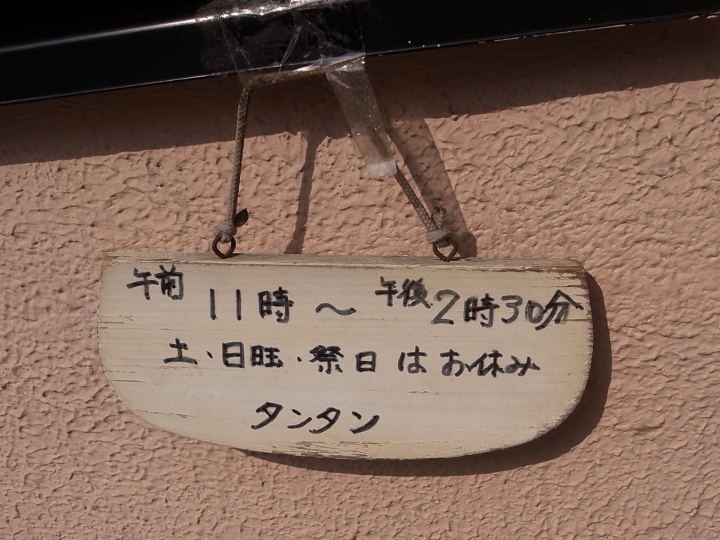 午前 11時 〜 午後 2時30分
土・日旺・祭日 は お休み
タンタン